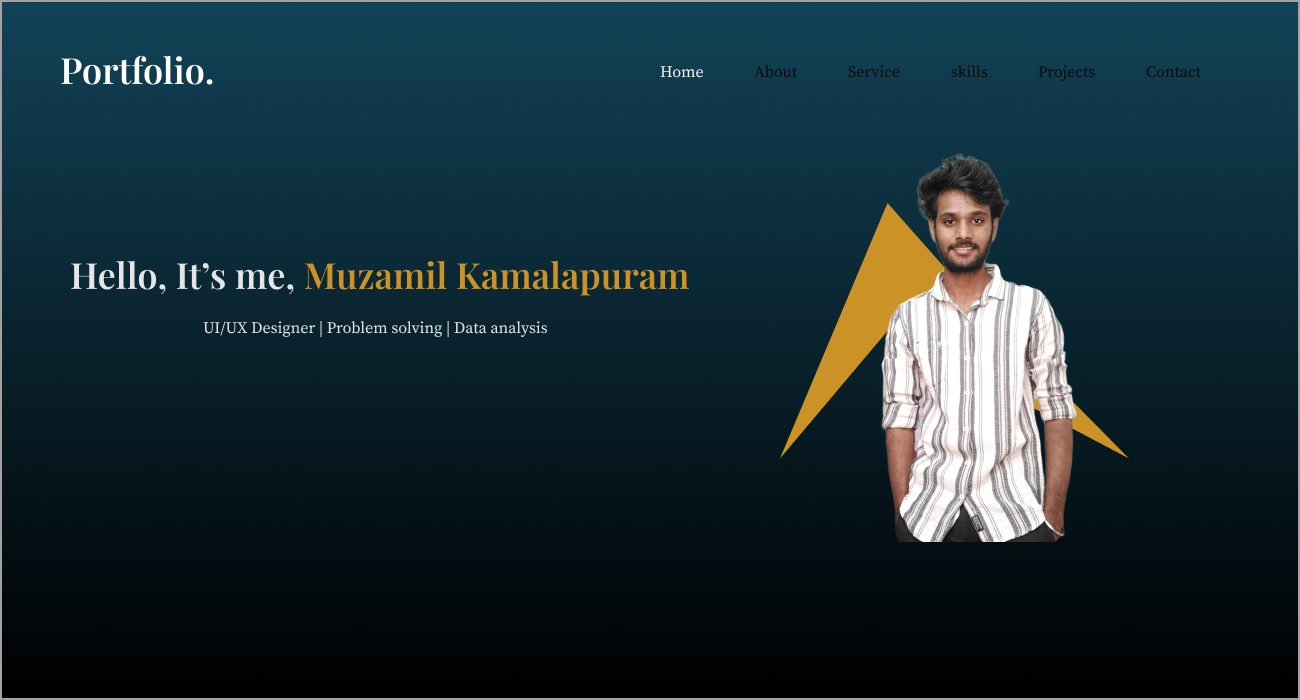 Portfolio.
Home About Service skills Projects Contact
Hello, It’s me, Muzamil Kamalapuram
UI/UX Designer | Problem solving | Data analysis